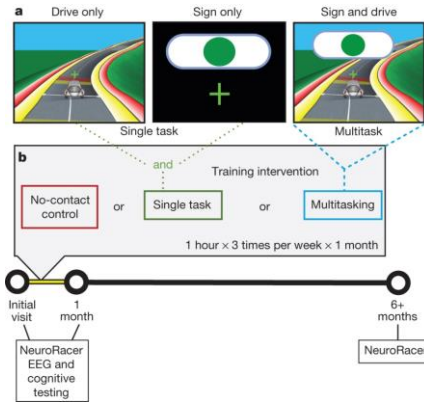 a
Drive only
Sign only
Sign and drive
Single task
Multitask
b
and
Training intervention
No-contact
control
or
Single task
or
Multitasking
1 hour × 3 times per week × 1 month
Initial
visit
1
month
6+
months
NeuroRacer
EEG and
cognitive
testing
NeuroRacer